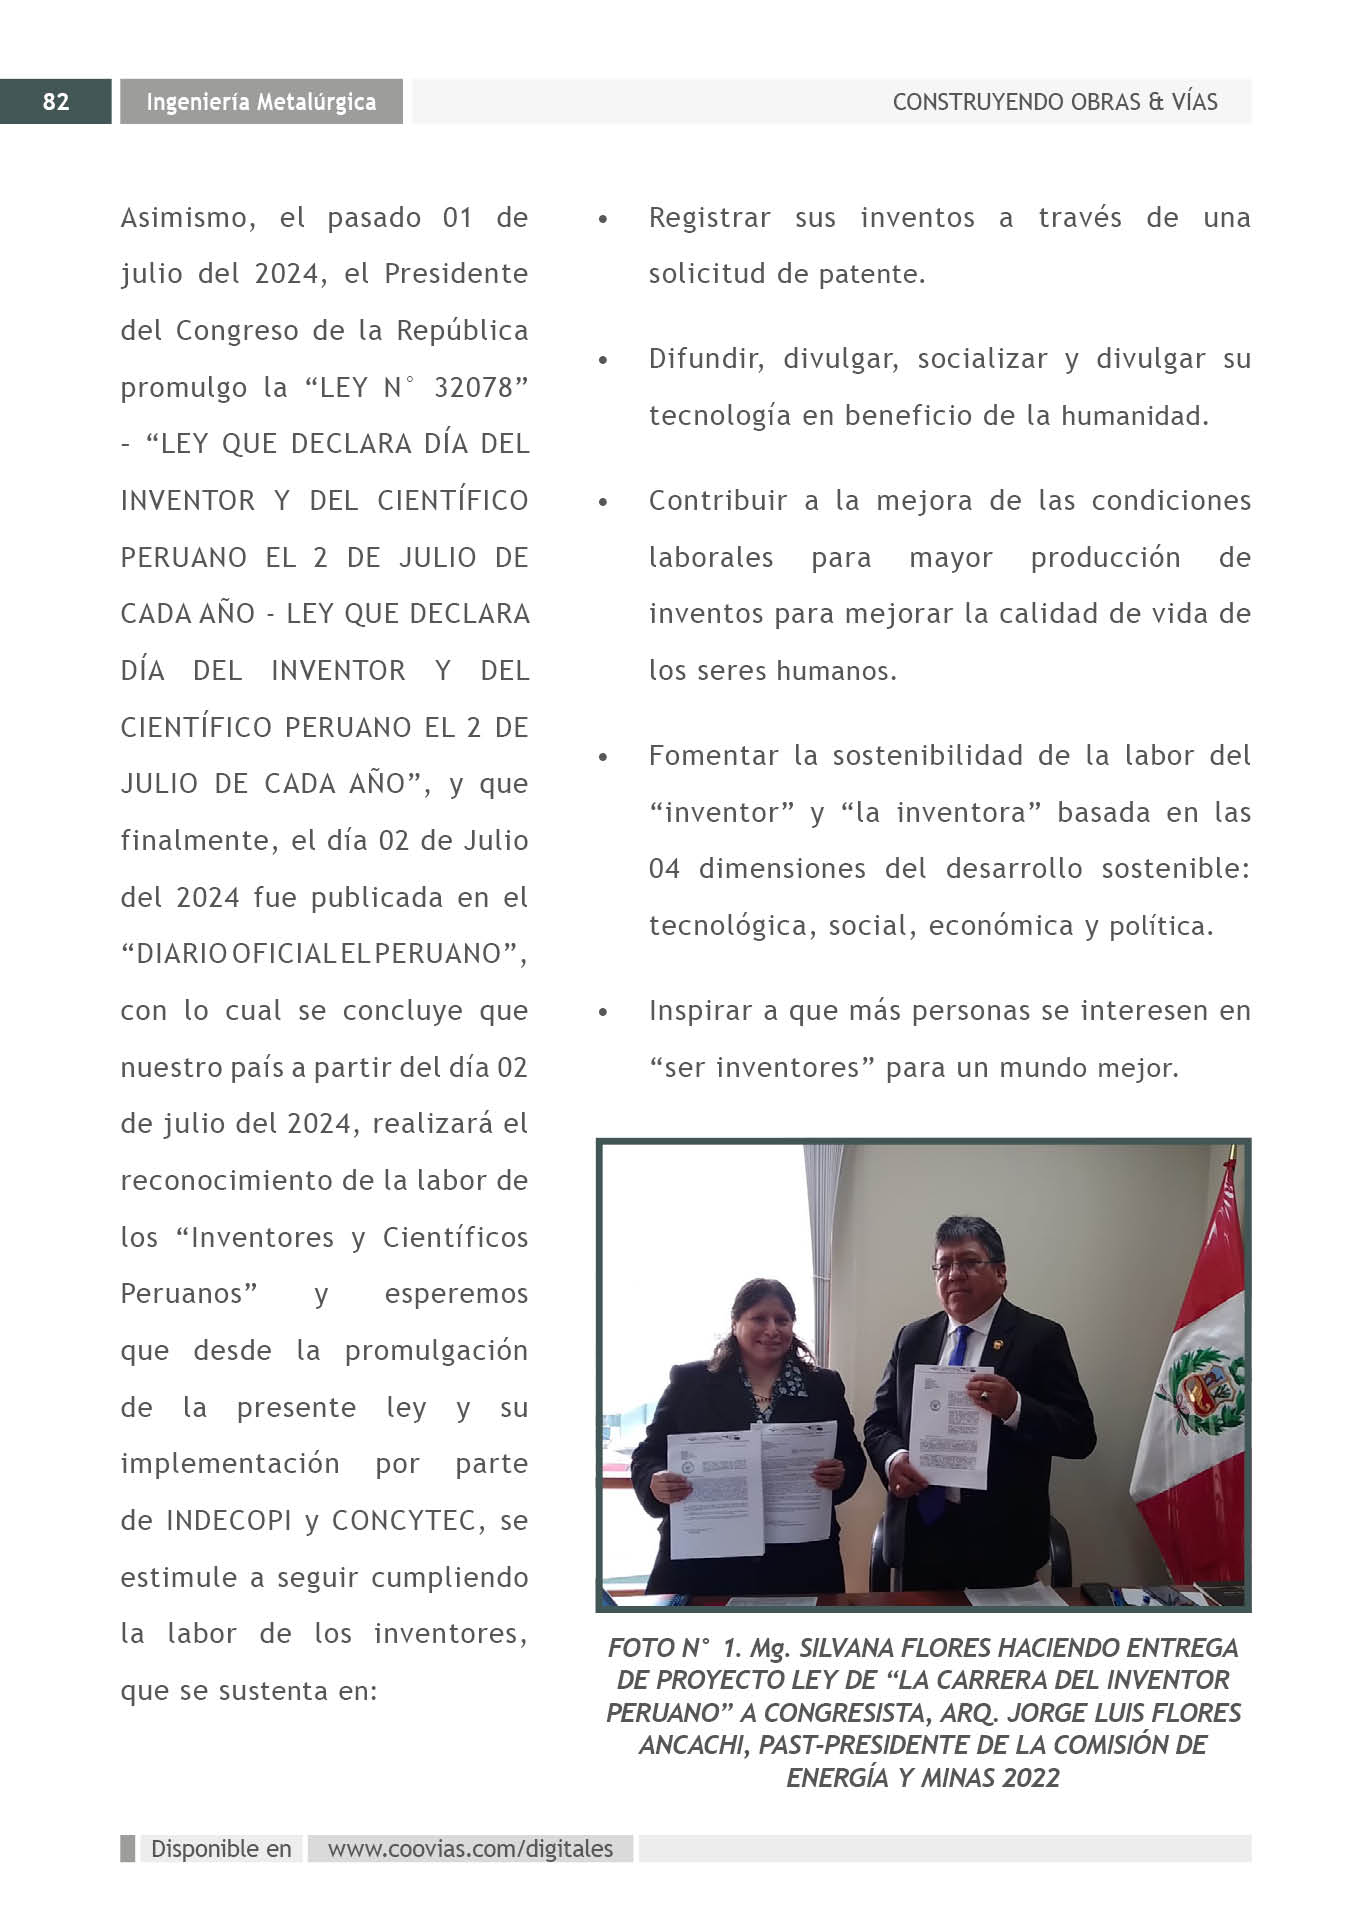 82
Ingeniería Metalúrgica
CONSTRUYENDO OBRAS & VÍAS
Asimismo, el pasado 01 de
julio del 2024, el Presidente
del Congreso de la República
promulgo la “LEY N° 32078”
– “LEY QUE DECLARA DÍA DEL
INVENTOR Y DEL CIENTÍFICO
PERUANO EL 2 DE JULIO DE
CADA AÑO - LEY QUE DECLARA
DÍA DEL INVENTOR Y DEL
CIENTÍFICO PERUANO EL 2 DE
JULIO DE CADA AÑO”, y que
finalmente, el día 02 de Julio
del 2024 fue publicada en el
“DIARIO OFICIAL EL PERUANO”,
con lo cual se concluye que
nuestro país a partir del día 02
de julio del 2024, realizará el
reconocimiento de la labor de
los “Inventores y Científicos
Peruanos” y esperemos
que desde la promulgación
de la presente ley y su
implementación por parte
de INDECOPI y CONCYTEC, se
estimule a seguir cumpliendo
la labor de los inventores,
que se sustenta en:
• Registrar sus inventos a través de una
solicitud de patente.
• Difundir, divulgar, socializar y divulgar su
tecnología en beneficio de la humanidad.
• Contribuir a la mejora de las condiciones
laborales para mayor producción de
inventos para mejorar la calidad de vida de
los seres humanos.
• Fomentar la sostenibilidad de la labor del
“inventor” y “la inventora” basada en las
04 dimensiones del desarrollo sostenible:
tecnológica, social, económica y política.
• Inspirar a que más personas se interesen en
“ser inventores” para un mundo mejor.
FOTO N° 1. Mg. SILVANA FLORES HACIENDO ENTREGA
DE PROYECTO LEY DE “LA CARRERA DEL INVENTOR
PERUANO” A CONGRESISTA, ARQ. JORGE LUIS FLORES
ANCACHI, PAST-PRESIDENTE DE LA COMISIÓN DE
ENERGÍA Y MINAS 2022
Disponible en
www.coovias.com/digitales